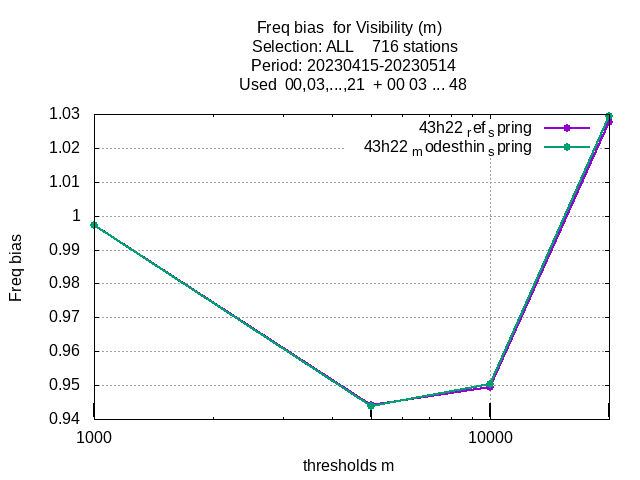 Freq bias  for Visibility (m)
Selection: ALL    716 stations
Period: 20230415-20230514
Used  00,03,...,21  + 00 03 ... 48
43h22 ref spring
43h22 modesthin spring
1.03
1.02
1.01
1
0.99
0.98
0.97
0.96
0.95
0.94
Freq bias
1000
10000
thresholds m